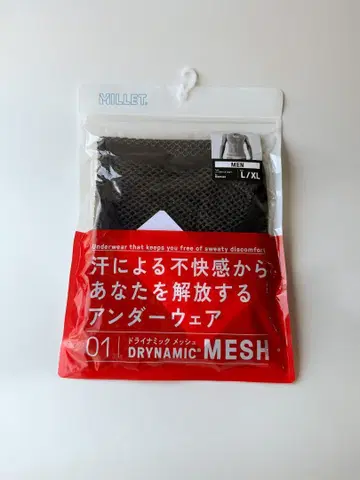 MILLET
MEN
L/XL
Underwear that keeps you free of sweaty discomfort
汗による不快感から
あなたを解放する
アンダーウェア
01
ドライナミック メッシュ
DRYNAMIC® MESH